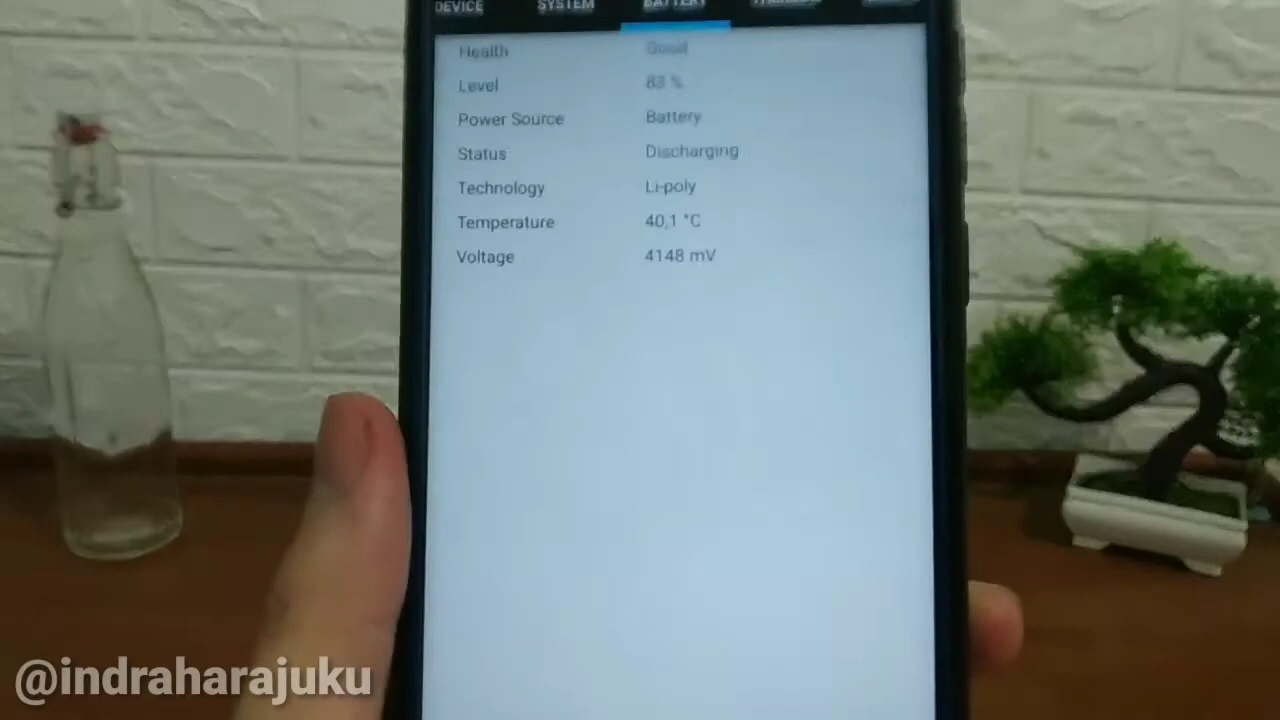 DEVICE SYSTEM BATTERY
Health Good
Level 83 %
Power Source Battery
Status Discharging
Technology Li-poly
Temperature 40,1 °C
Voltage 4148 mV
@indraharajuku